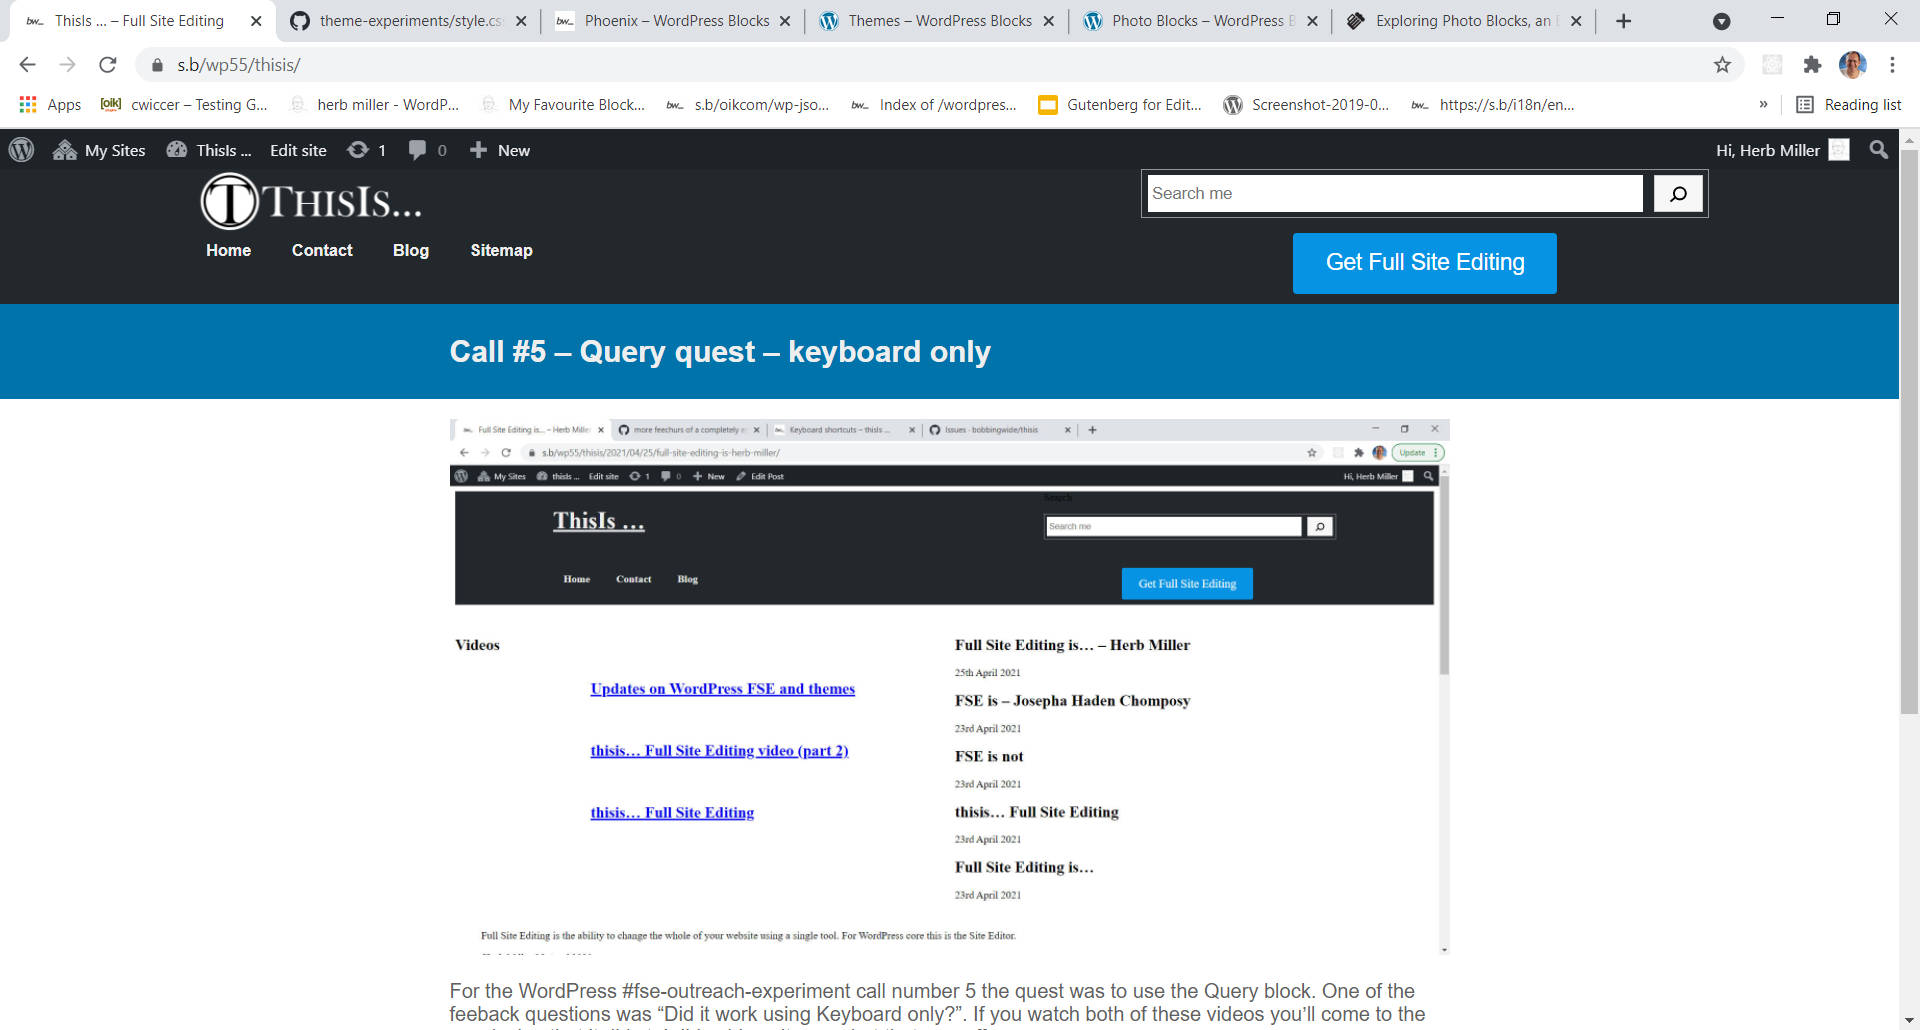 ThisIs ... – Full Site Editing
theme-experiments/style.cs
Phoenix – WordPress Blocks
Themes – WordPress Blocks
Photo Blocks – WordPress B
Exploring Photo Blocks, an
s.b/wp55/thisis/
Apps
[oik] cwiccer – Testing G...
herb miller - WordP...
My Favourite Block...
bw_ s.b/oikcom/wp-jso...
bw_ Index of /wordpres...
Gutenberg for Edit...
Screenshot-2019-0...
bw_ https://s.b/i18n/en...
»
Reading list
My Sites
ThisIs ...
Edit site
1
0
New
Hi, Herb Miller
THISIS...
Search me
Home
Contact
Blog
Sitemap
Get Full Site Editing
Call #5 – Query quest – keyboard only
Full Site Editing is... – Herb Mille
more feechurs of a completely e
Keyboard shortcuts – thisis ...
Issues · bobbingwide/thisis
s.b/wp55/thisis/2021/04/25/full-site-editing-is-herb-miller/
Update
My Sites
thisis ...
Edit site
1
0
New
Edit Post
Hi, Herb Miller
Search
ThisIs ...
Search me
Home
Contact
Blog
Get Full Site Editing
Videos
Updates on WordPress FSE and themes
thisis… Full Site Editing video (part 2)
thisis… Full Site Editing
Full Site Editing is… – Herb Miller
25th April 2021
FSE is – Josepha Haden Chomposy
23rd April 2021
FSE is not
23rd April 2021
thisis… Full Site Editing
23rd April 2021
Full Site Editing is…
23rd April 2021
Full Site Editing is the ability to change the whole of your website using a single tool. For WordPress core this is the Site Editor.
For the WordPress #fse-outreach-experiment call number 5 the quest was to use the Query block. One of the
feeback questions was “Did it work using Keyboard only?”. If you watch both of these videos you’ll come to the